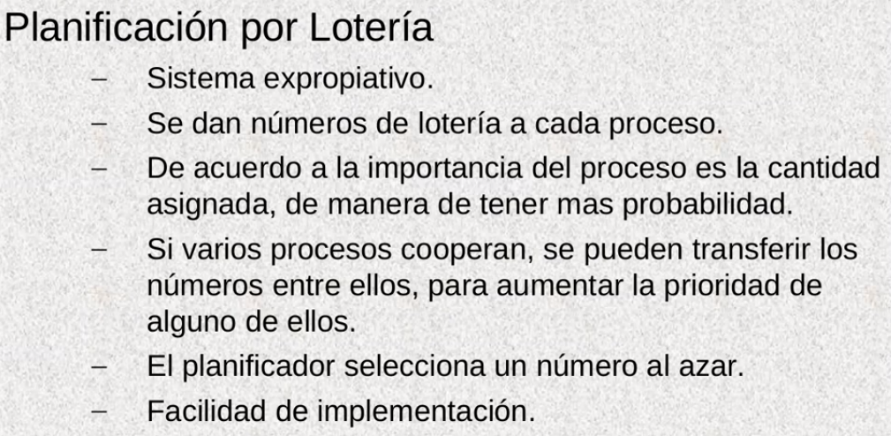 Planificación por Lotería
– Sistema expropiativo.
– Se dan números de lotería a cada proceso.
– De acuerdo a la importancia del proceso es la cantidad
asignada, de manera de tener mas probabilidad.
– Si varios procesos cooperan, se pueden transferir los
números entre ellos, para aumentar la prioridad de
alguno de ellos.
– El planificador selecciona un número al azar.
– Facilidad de implementación.